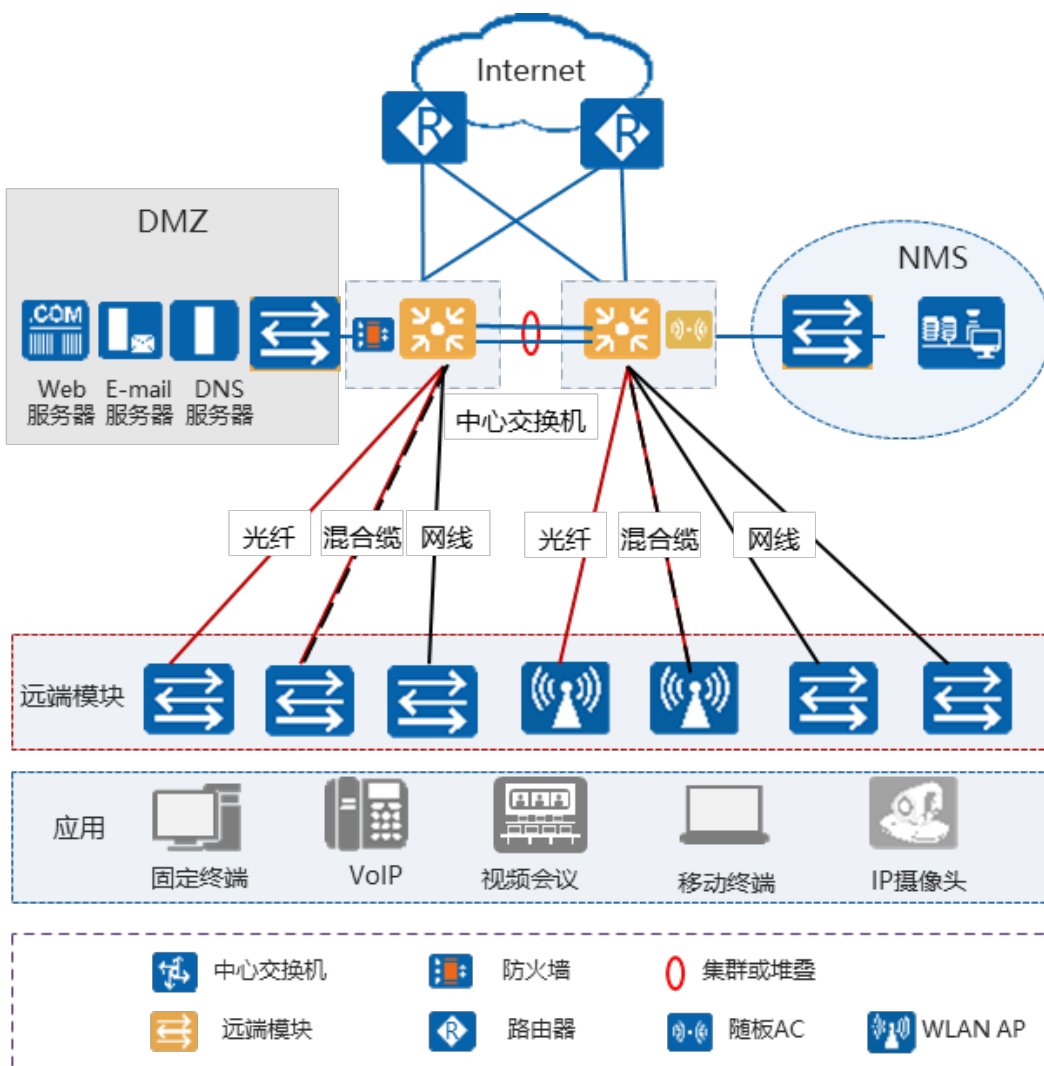 Internet
R
R
DMZ
NMS
.COM
Web
服务器
E-mail
服务器
DNS
服务器
中心交换机
光纤
混合缆
网线
光纤
混合缆
网线
远端模块
应用
固定终端
VoIP
视频会议
移动终端
IP摄像头
中心交换机
防火墙
集群或堆叠
远端模块
R
路由器
随板AC
WLAN AP